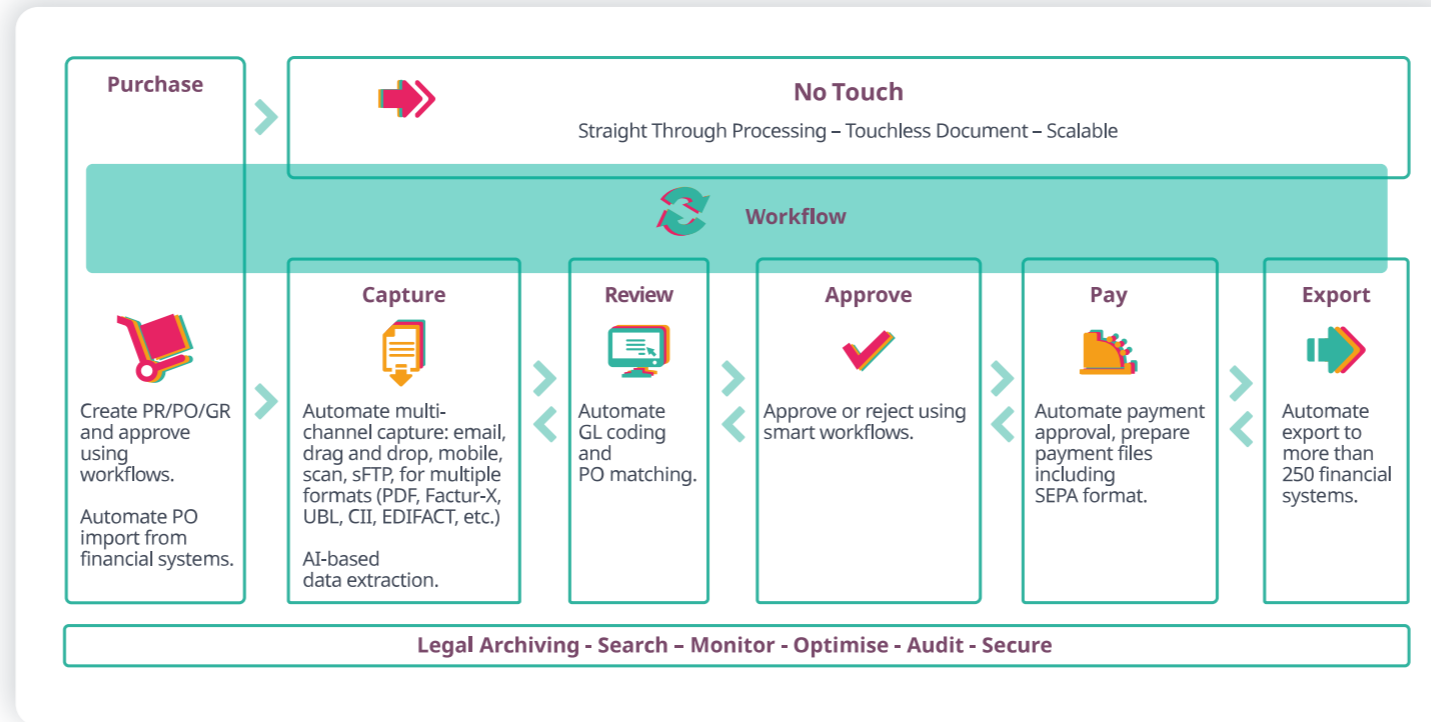 Purchase
No Touch
Straight Through Processing – Touchless Document – Scalable
Workflow
Create PR/PO/GR
and approve
using
workflows.
Automate PO
import from
financial systems.
Capture
Automate multi-
channel capture: email,
drag and drop, mobile,
scan, sFTP, for multiple
formats (PDF, Factur-X,
UBL, CII, EDIFACT, etc.)
AI-based
data extraction.
Review
Automate
GL coding
and
PO matching.
Approve
Approve or reject using
smart workflows.
Pay
Automate payment
approval, prepare
payment files
including
SEPA format.
Export
Automate
export to
more than
250 financial
systems.
Legal Archiving - Search – Monitor - Optimise - Audit - Secure